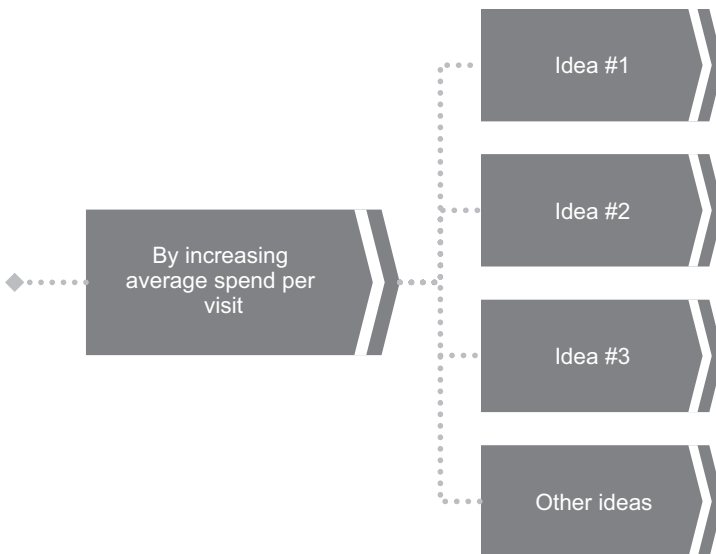 Idea #1
Idea #2
By increasing
average spend per
visit
Idea #3
Other ideas